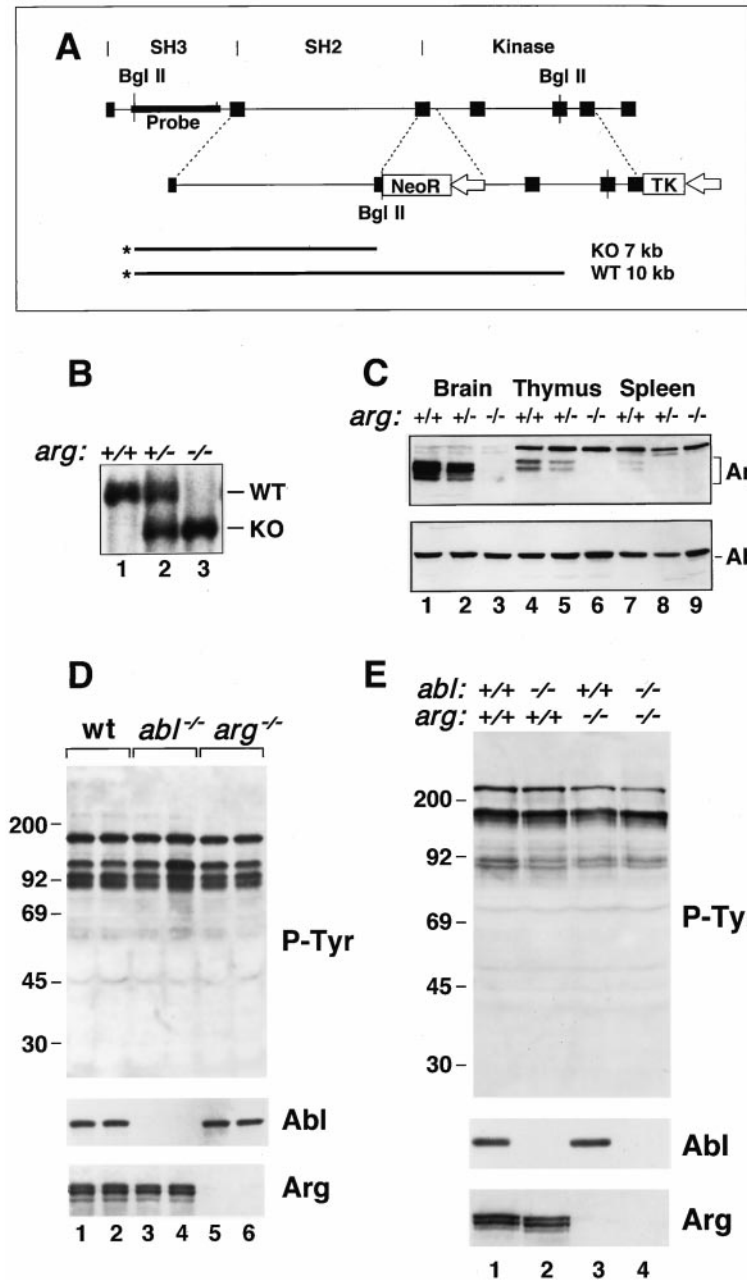 A
SH3 SH2 Kinase
Bgl II Bgl II
Probe
NeoR TK
Bgl II
* KO 7 kb
* WT 10 kb
B
arg: +/+ +/- -/-
WT
KO
1 2 3
C
Brain Thymus Spleen
arg: +/+ +/- -/- +/+ +/- -/- +/+ +/- -/-
Ar
Al
1 2 3 4 5 6 7 8 9
D
wt abl-/- arg-/-
200
92
69
45
30
P-Tyr
Abl
Arg
1 2 3 4 5 6
E
abl: +/+ -/- +/+ -/-
arg: +/+ +/+ -/- -/-
200
92
69
45
30
P-Ty
Abl
Arg
1 2 3 4